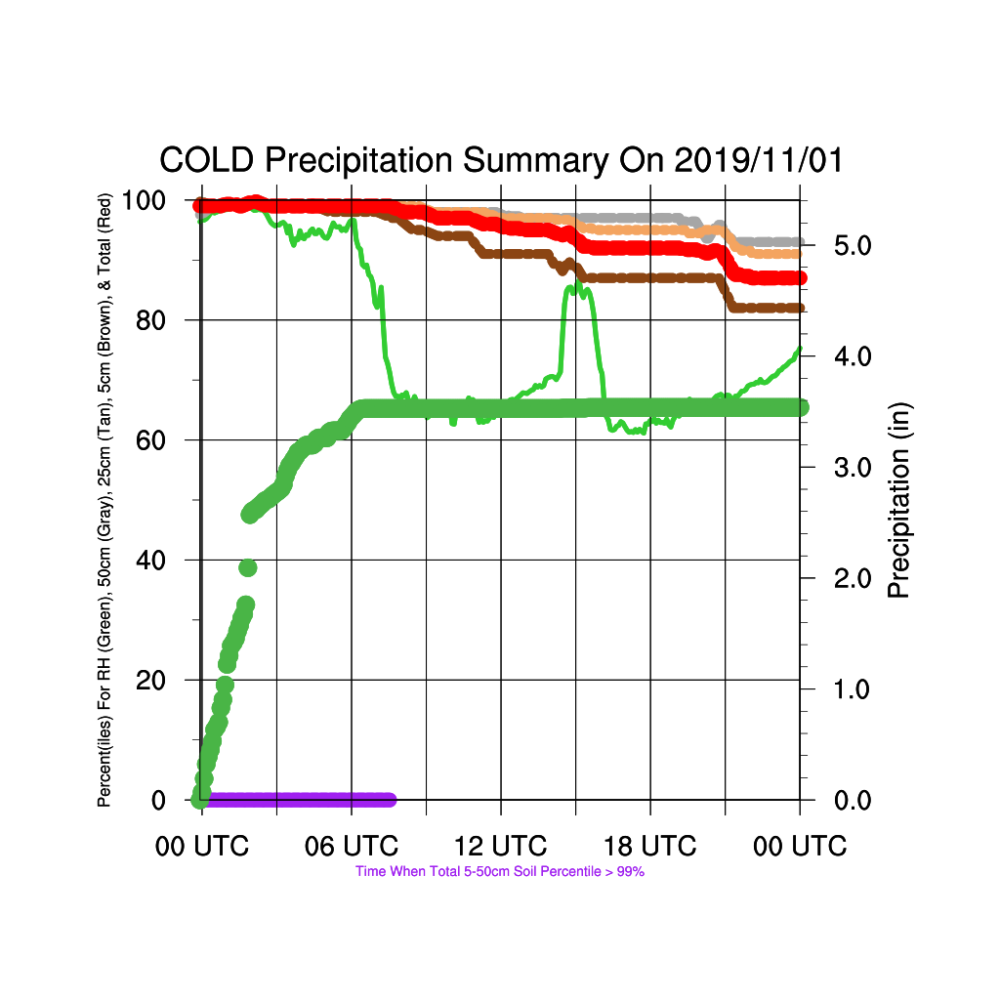 COLD Precipitation Summary On 2019/11/01
Percent(iles) For RH (Green), 50cm (Gray), 25cm (Tan), 5cm (Brown), & Total (Red)
100
80
60
40
20
0
5.0
4.0
3.0
2.0
1.0
0.0
Precipitation (in)
00 UTC 06 UTC 12 UTC 18 UTC 00 UTC
Time When Total 5-50cm Soil Percentile > 99%